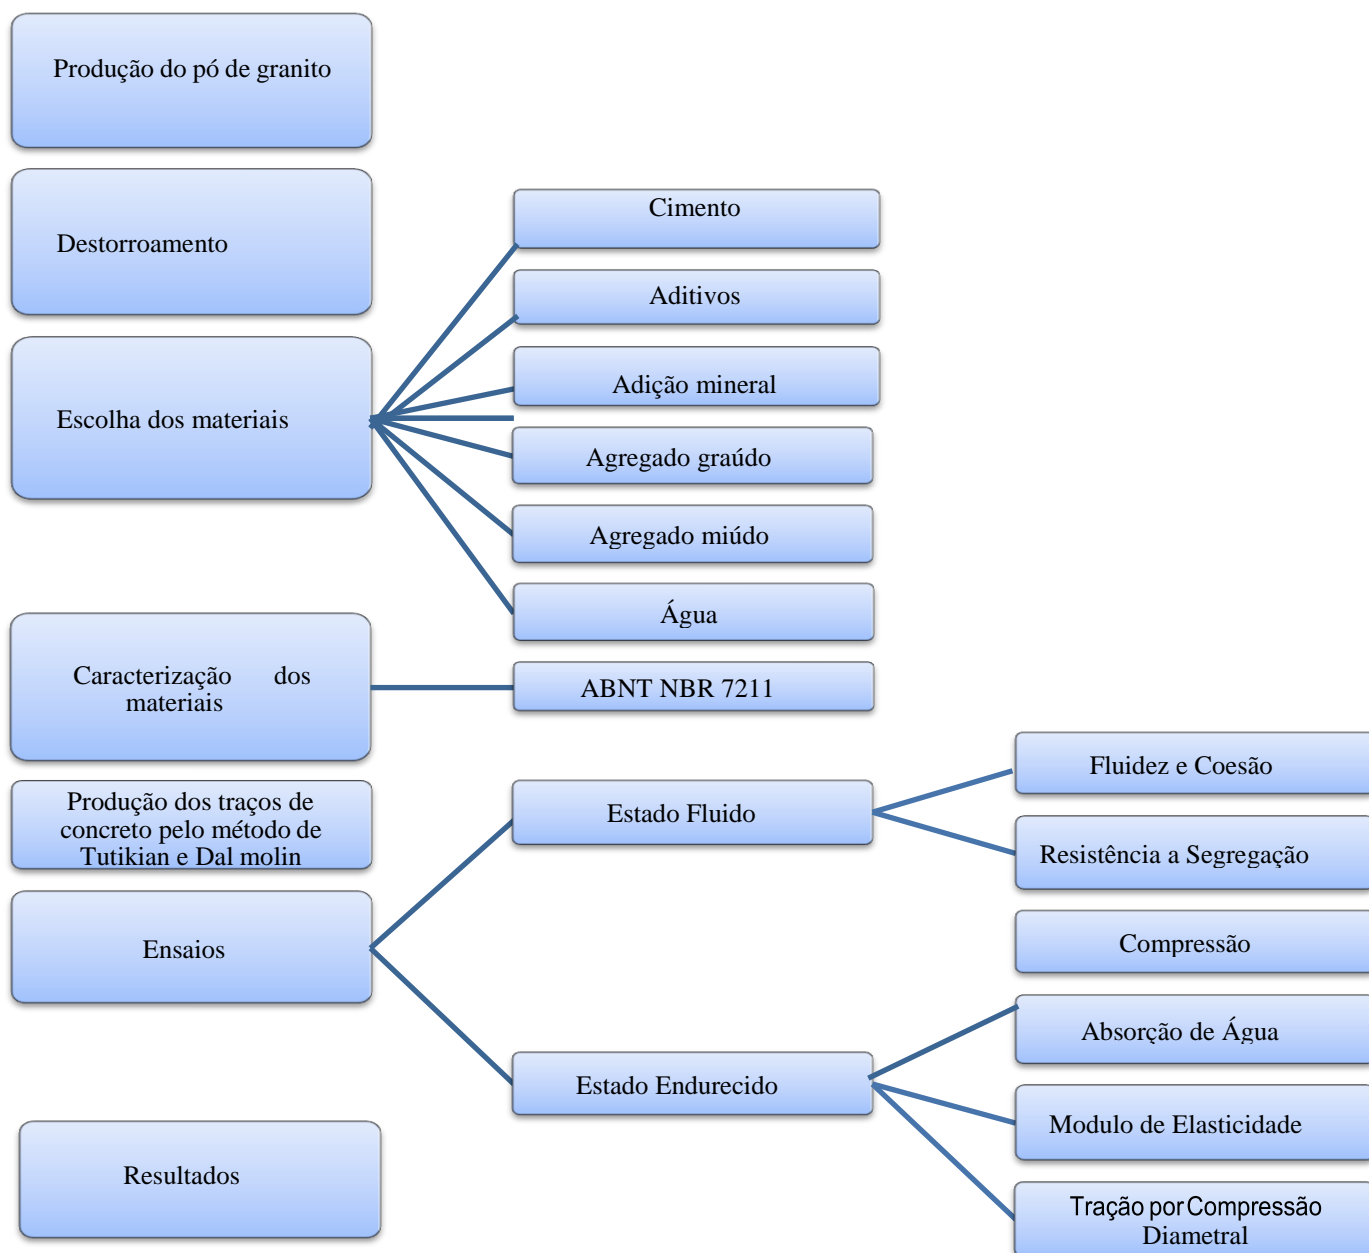 Produção do pó de granito
Destorroamento
Escolha dos materiais
Cimento
Aditivos
Adição mineral
Agregado graúdo
Agregado miúdo
Água
Caracterização dos
materiais
ABNT NBR 7211
Produção dos traços de
concreto pelo método de
Tutikian e Dal molin
Ensaios
Estado Fluido
Fluidez e Coesão
Resistência a Segregação
Estado Endurecido
Compressão
Absorção de Água
Modulo de Elasticidade
Tração por Compressão
Diametral
Resultados